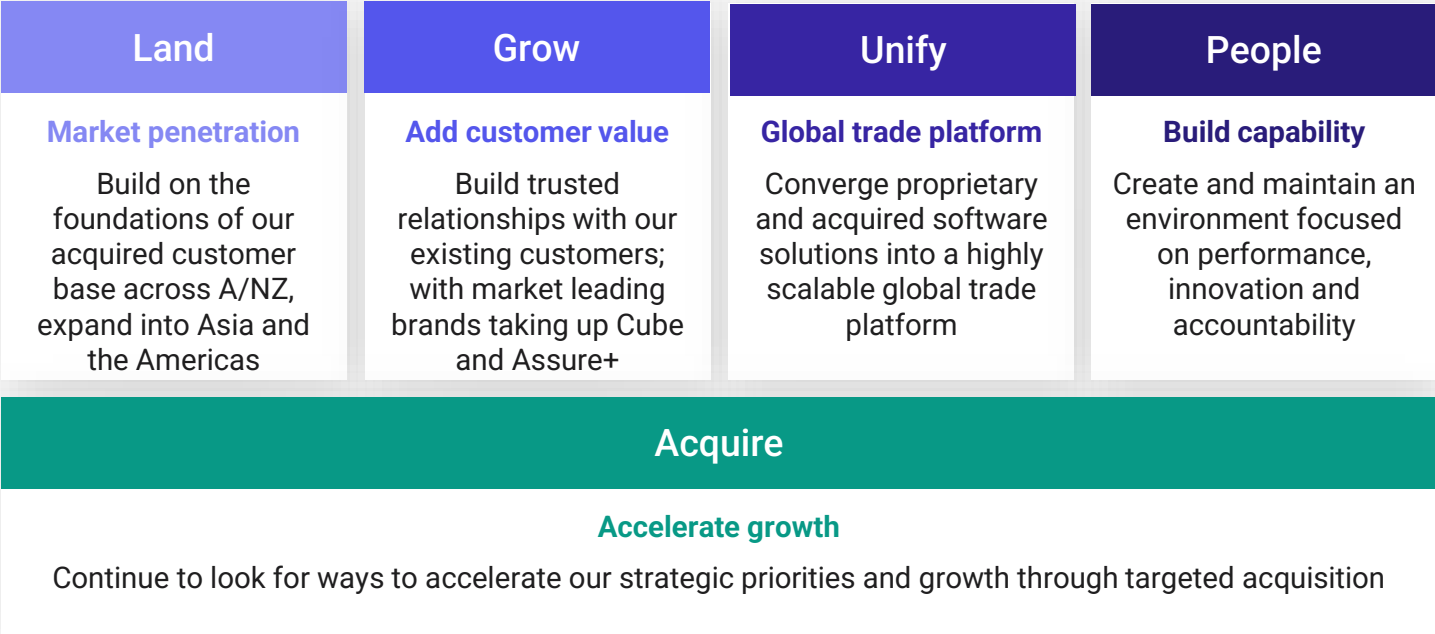 Land
Market penetration
Build on the
foundations of our
acquired customer
base across A/NZ,
expand into Asia and
the Americas
Grow
Add customer value
Build trusted
relationships with our
existing customers;
with market leading
brands taking up Cube
and Assure+
Unify
Global trade platform
Converge proprietary
and acquired software
solutions into a highly
scalable global trade
platform
People
Build capability
Create and maintain an
environment focused
on performance,
innovation and
accountability
Acquire
Accelerate growth
Continue to look for ways to accelerate our strategic priorities and growth through targeted acquisition